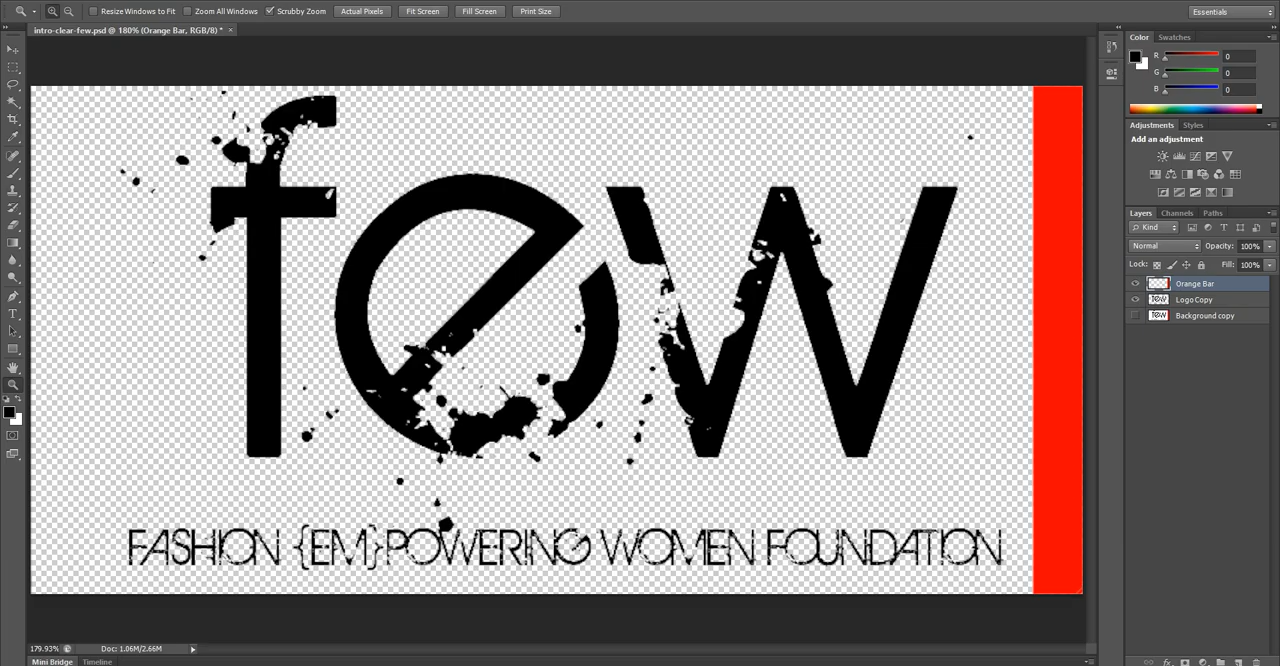 Resize Windows to Fit Zoom All Windows Scrubby Zoom Actual Pixels Fit Screen Fill Screen Print Size Essentials
intro-clear-few.psd @ 180% (Orange Bar, RGB/8) * ×
few
FASHION {EM}POWERING WOMEN FOUNDATION
179.93% Doc: 1.06M/2.66M
Mini Bridge Timeline
Color Swatches
R 0
G 0
B 0
Adjustments Styles
Add an adjustment
Layers Channels Paths
Kind
Normal Opacity: 100%
Lock: Fill: 100%
Orange Bar
Logo Copy
Background copy